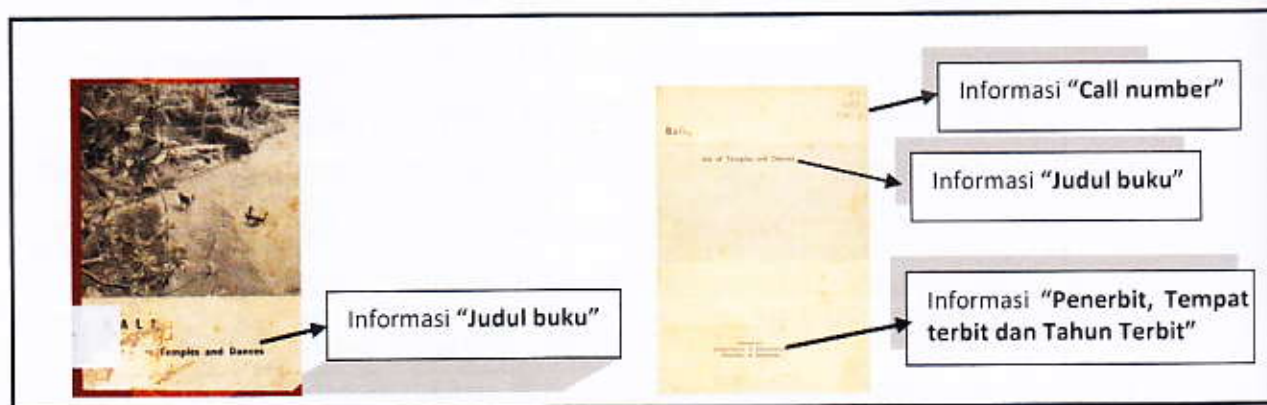 Informasi “Call number”
Bali,
Informasi “Judul buku”
Informasi “Judul buku”
Temples and Dances
of Temples and Dances
Informasi “Penerbit, Tempat
terbit dan Tahun Terbit”